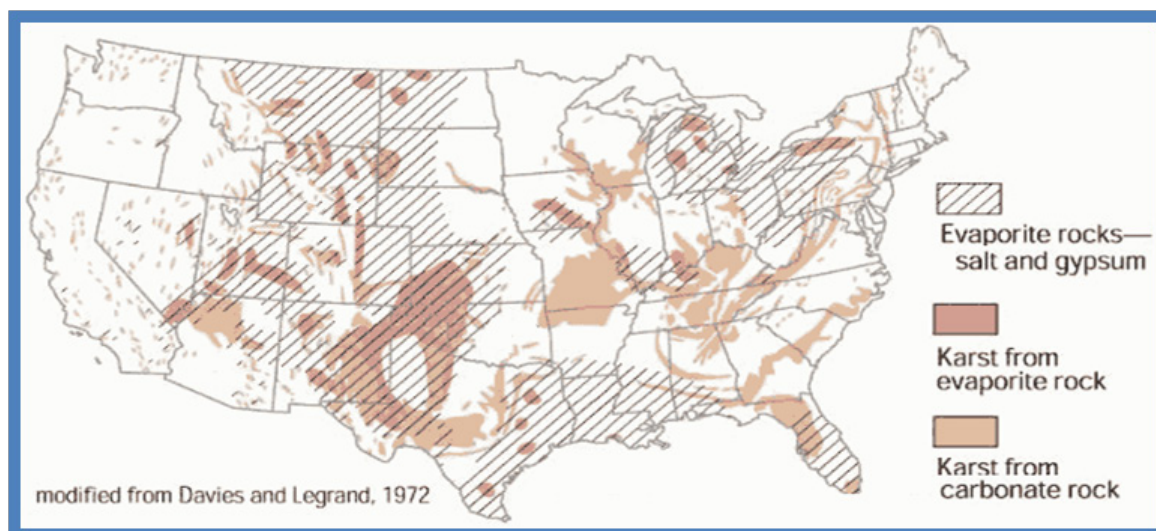 Evaporite rocks—
salt and gypsum
Karst from
evaporite rock
Karst from
carbonate rock
modified from Davies and Legrand, 1972